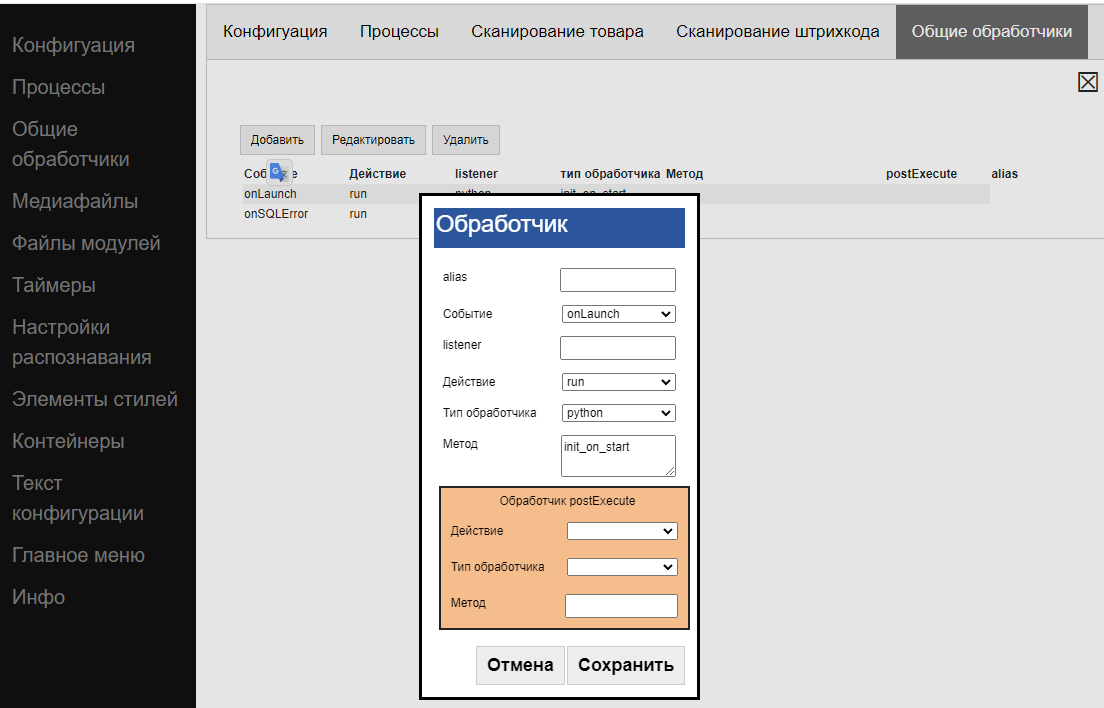 Конфигуация
Процессы
Общие
обработчики
Медиафайлы
Файлы модулей
Таймеры
Настройки
распознавания
Элементы стилей
Контейнеры
Текст
конфигурации
Главное меню
Инфо
Конфигуация Процессы Сканирование товара Сканирование штрихкода Общие обработчики
Добавить Редактировать Удалить
Действие listener тип обработчика Метод postExecute alias
onLaunch run python init_on_start
onSQLError run
Обработчик
alias
Событие onLaunch
listener
Действие run
Тип обработчика python
Метод init_on_start
Обработчик postExecute
Действие
Тип обработчика
Метод
Отмена Сохранить